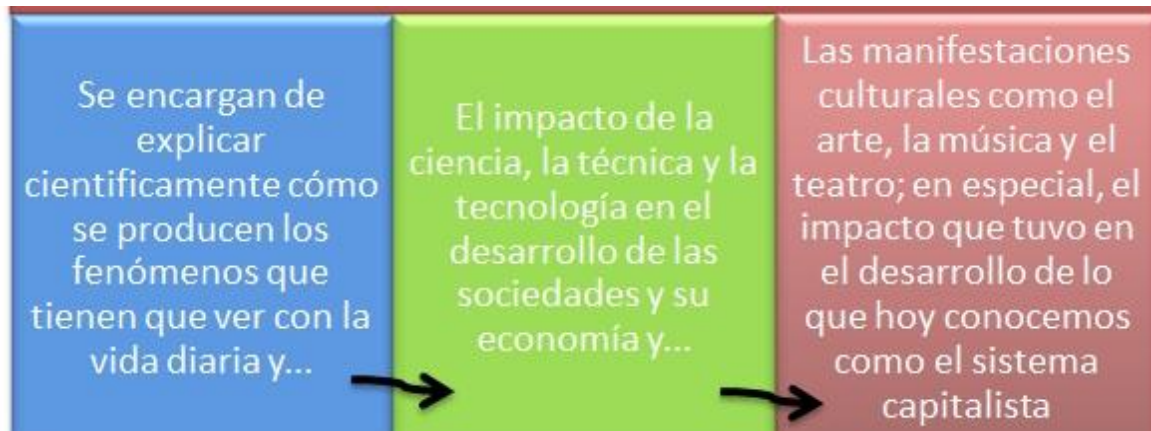 Se encargan de
explicar
cientificamente cómo
se producen los
fenómenos que
tienen que ver con la
vida diaria y...
El impacto de la
ciencia, la técnica y la
tecnología en el
desarrollo de las
sociedades y su
economía y...
Las manifestaciones
culturales como el
arte, la música y el
teatro; en especial, el
impacto que tuvo en
el desarrollo de lo
que hoy conocemos
como el sistema
capitalista